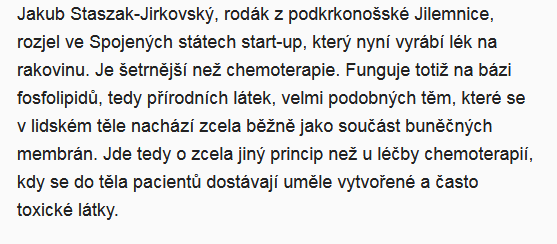 Jakub Staszak-Jirkovský, rodák z podkrkonošské Jilemnice,
rozjel ve Spojených státech start-up, který nyní vyrábí lék na
rakovinu. Je šetrnější než chemoterapie. Funguje totiž na bázi
fosfolipidů, tedy přírodních látek, velmi podobných těm, které se
v lidském těle nachází zcela běžně jako součást buněčných
membrán. Jde tedy o zcela jiný princip než u léčby chemoterapií,
kdy se do těla pacientů dostávají uměle vytvořené a často
toxické látky.